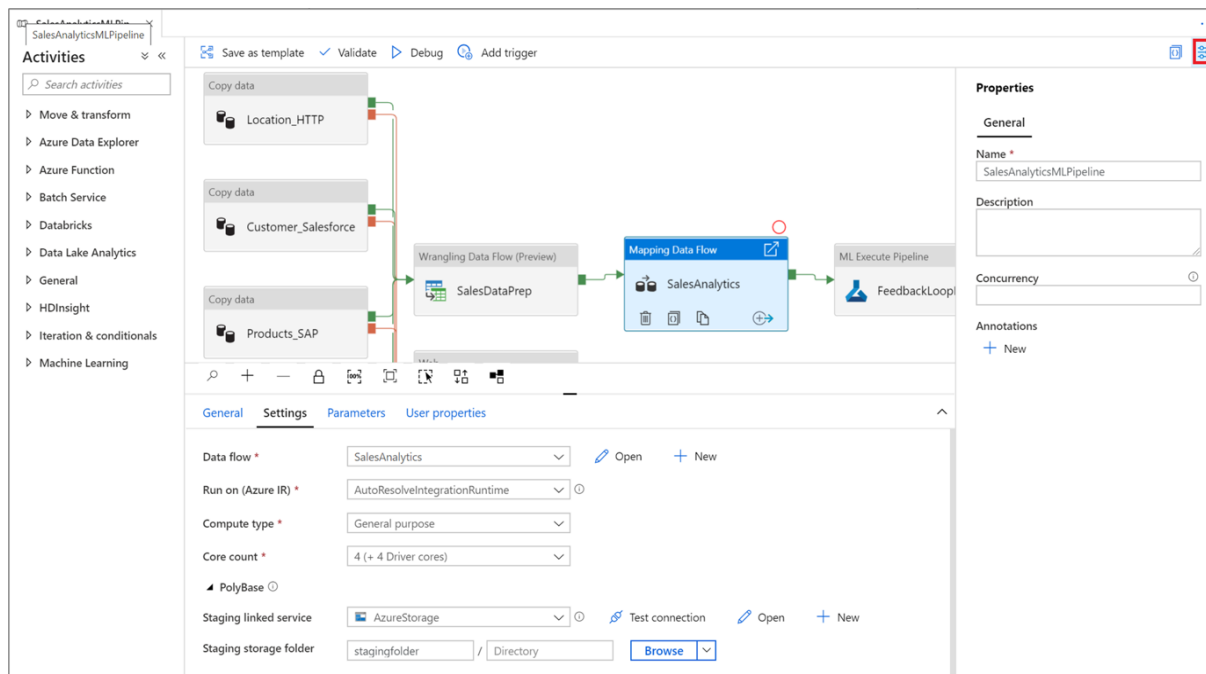 SalesAnalyticsMLPip
SalesAnalyticsMLPipeline
Activities
Search activities
Move & transform
Azure Data Explorer
Azure Function
Batch Service
Databricks
Data Lake Analytics
General
HDInsight
Iteration & conditionals
Machine Learning
Save as template
Validate
Debug
Add trigger
Copy data
Location_HTTP
Copy data
Customer_Salesforce
Copy data
Products_SAP
Wrangling Data Flow (Preview)
SalesDataPrep
Web
Mapping Data Flow
SalesAnalytics
ML Execute Pipeline
FeedbackLoop
100%
General Settings Parameters User properties
Data flow * SalesAnalytics Open New
Run on (Azure IR) * AutoResolveIntegrationRuntime
Compute type * General purpose
Core count * 4 (+ 4 Driver cores)
PolyBase
Staging linked service AzureStorage Test connection Open New
Staging storage folder stagingfolder / Directory Browse
Properties
General
Name *
SalesAnalyticsMLPipeline
Description
Concurrency
Annotations
New